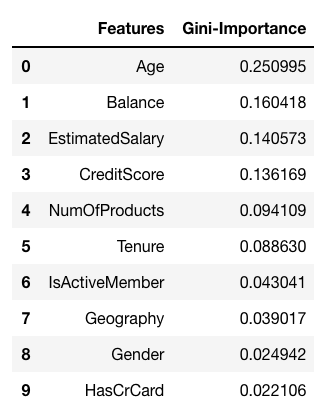 Features Gini-Importance
0 Age 0.250995
1 Balance 0.160418
2 EstimatedSalary 0.140573
3 CreditScore 0.136169
4 NumOfProducts 0.094109
5 Tenure 0.088630
6 IsActiveMember 0.043041
7 Geography 0.039017
8 Gender 0.024942
9 HasCrCard 0.022106